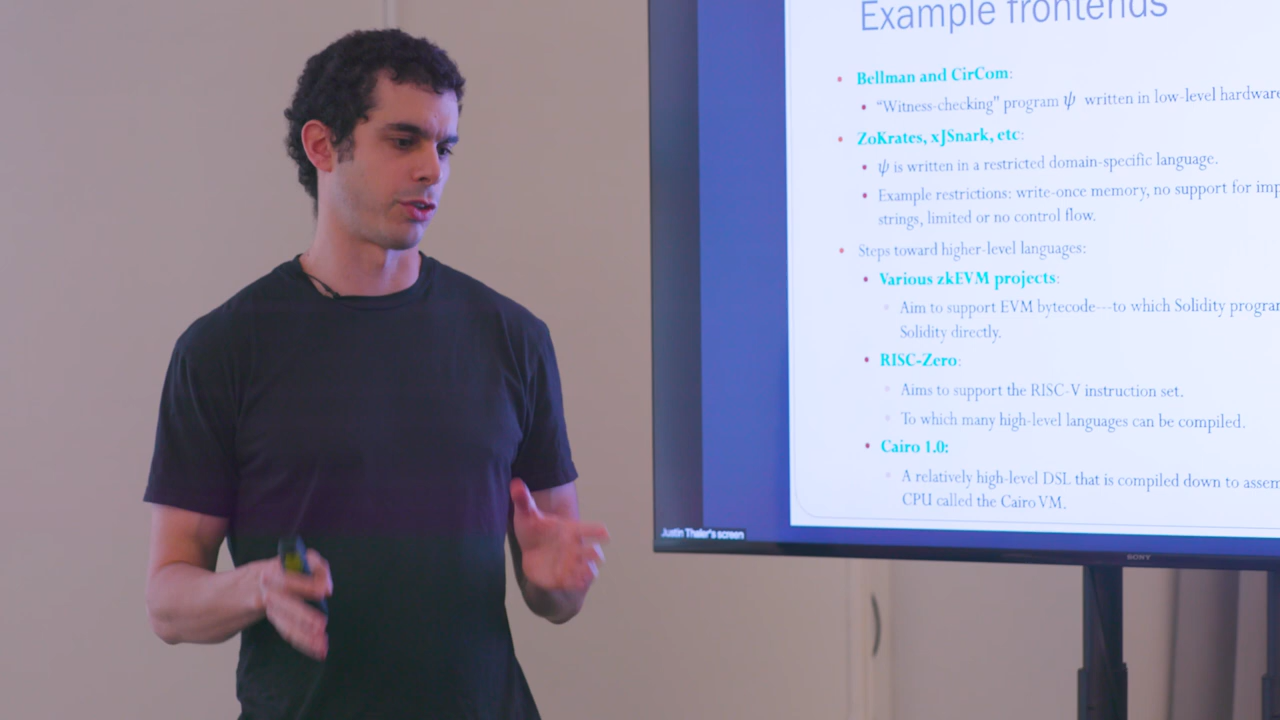 Example frontends
• Bellman and CirCom:
• “Witness-checking” program ψ written in low-level hardware
• ZoKrates, xJSnark, etc:
• ψ is written in a restricted domain-specific language.
• Example restrictions: write-once memory, no support for imp
strings, limited or no control flow.
• Steps toward higher-level languages:
• Various zkEVM projects:
• Aim to support EVM bytecode---to which Solidity progra
Solidity directly.
• RISC-Zero:
• Aims to support the RISC-V instruction set.
• To which many high-level languages can be compiled.
• Cairo 1.0:
• A relatively high-level DSL that is compiled down to assem
CPU called the Cairo VM.
Justin Thaler's screen
SONY